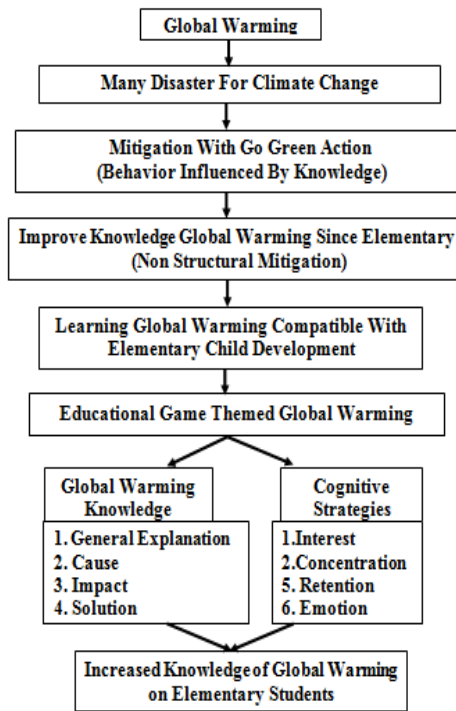 Global Warming
Many Disaster For Climate Change
Mitigation With Go Green Action
(Behavior Influenced By Knowledge)
Improve Knowledge Global Warming Since Elementary
(Non Structural Mitigation)
Learning Global Warming Compatible With
Elementary Child Development
Educational Game Themed Global Warming
Global Warming
Knowledge
1. General Explanation
2. Cause
3. Impact
4. Solution
Cognitive
Strategies
1.Interest
2.Concentration
5. Retention
6. Emotion
Increased Knowledge of Global Warming
on Elementary Students